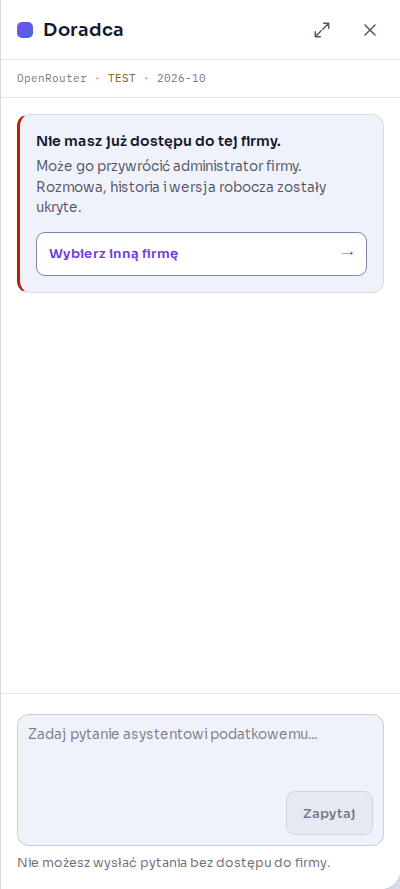 Doradca
OpenRouter · TEST · 2026-10
Nie masz już dostępu do tej firmy.
Może go przywrócić administrator firmy.
Rozmowa, historia i wersja robocza zostały
ukryte.
Wybierz inną firmę →
Zadaj pytanie asystentowi podatkowemu...
Zapytaj
Nie możesz wysłać pytania bez dostępu do firmy.